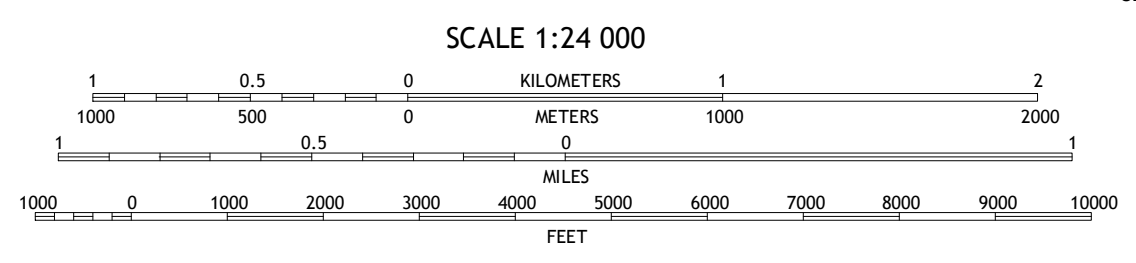 SCALE 1:24 000
1 0.5 0 KILOMETERS 1 2
1000 500 0 METERS 1000 2000
1 0.5 0 1
MILES
1000 0 1000 2000 3000 4000 5000 6000 7000 8000 9000 10000
FEET